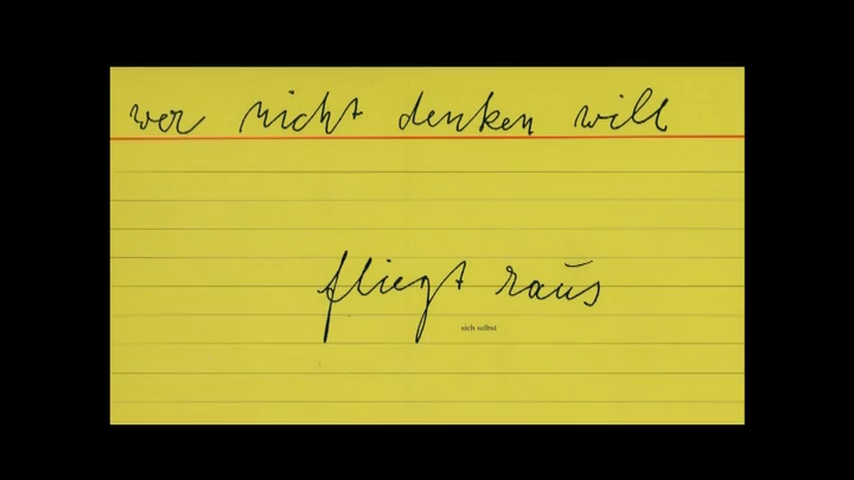 wer nicht denken will
fliegt raus
sich selbst